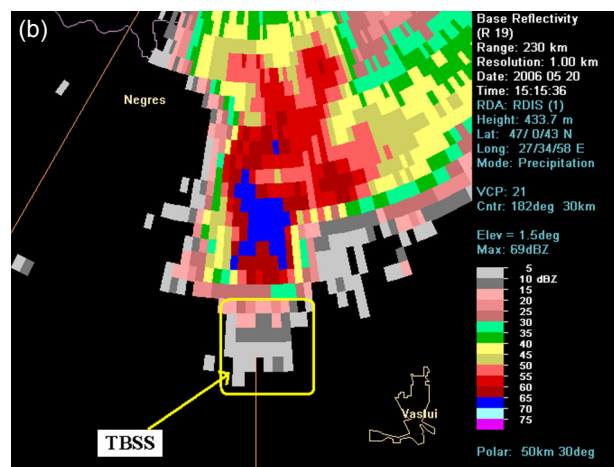 (b)
Negres
TBSS
Vaslui
Base Reflectivity
(R 19)
Range: 230 km
Resolution: 1.00 km
Date: 2006 05 20
Time: 15:15:36
RDA: RDIS (1)
Height: 433.7 m
Lat: 47/ 0/43 N
Long: 27/34/58 E
Mode: Precipitation
VCP: 21
Cntr: 182deg 30km
Elev = 1.5deg
Max: 69dBZ
5
10 dBZ
15
20
25
30
35
40
45
50
55
60
65
70
75
Polar: 50km 30deg